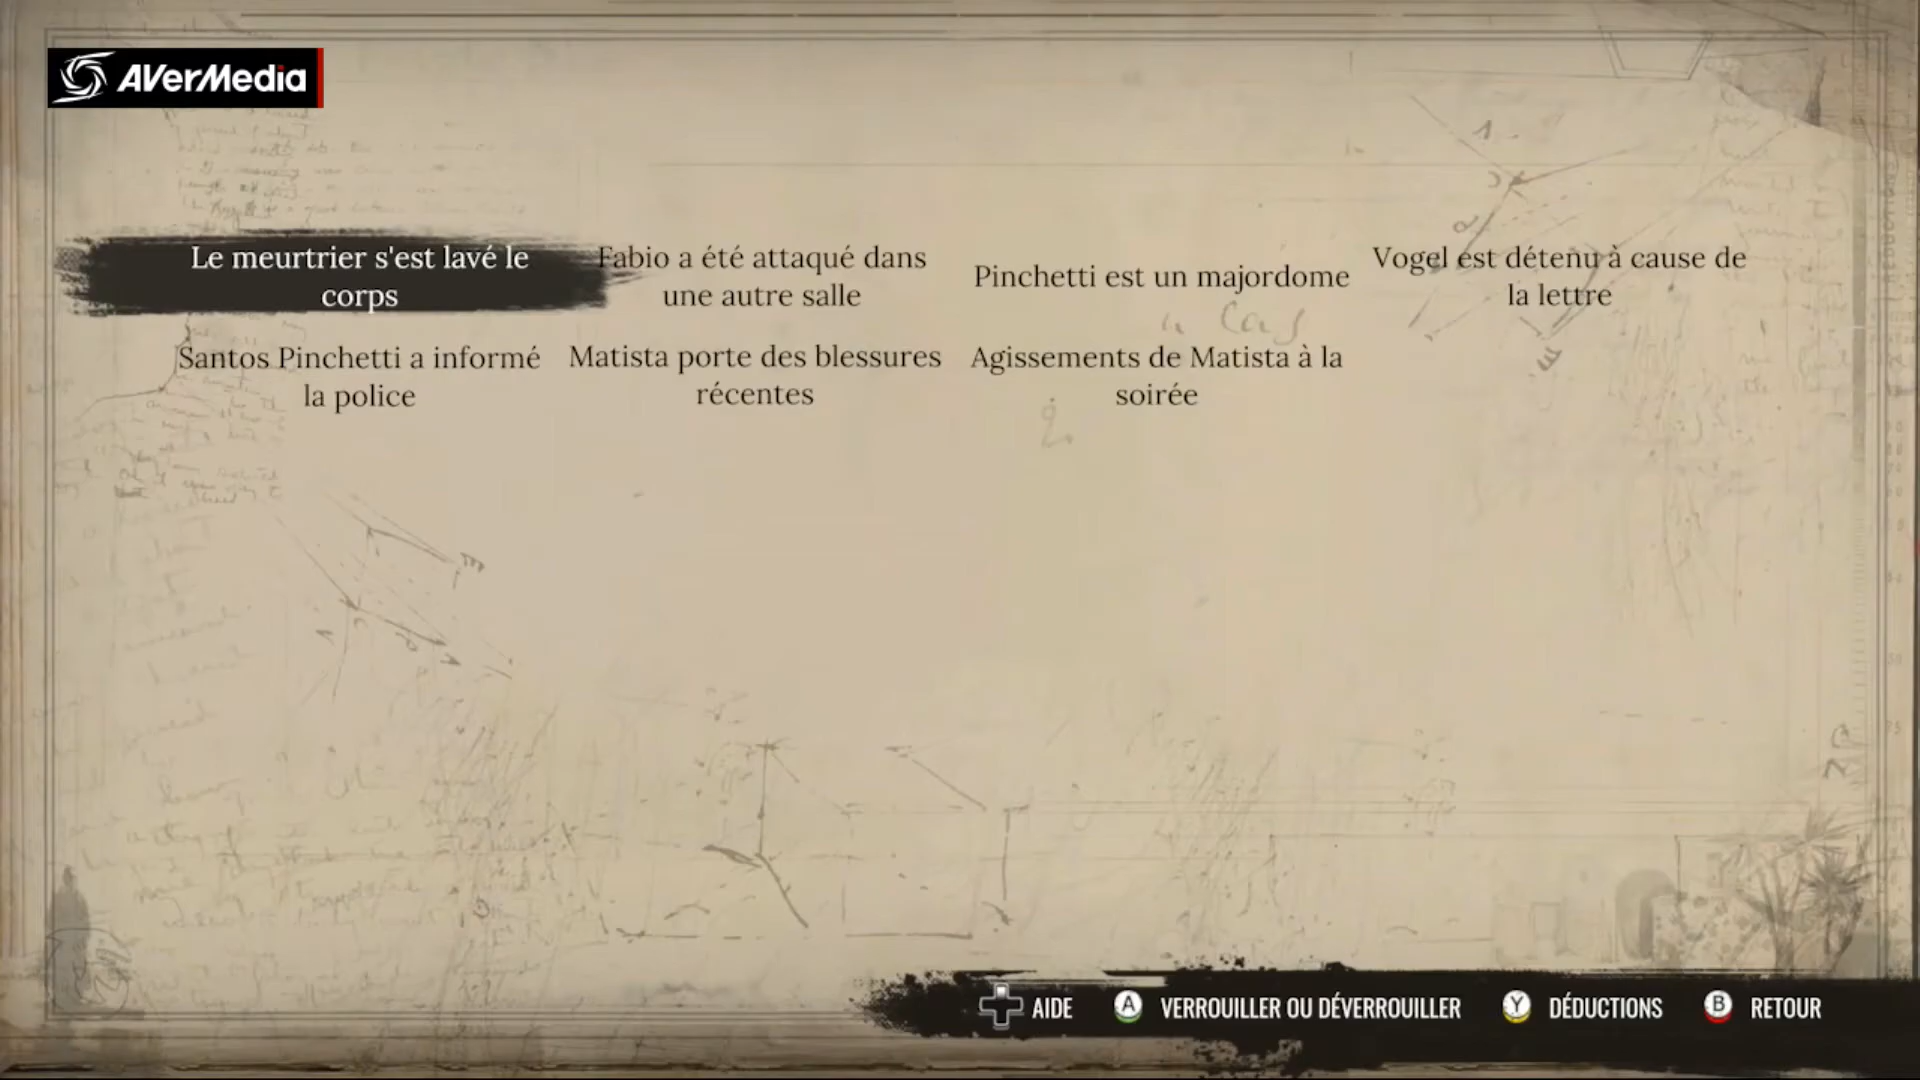 AVerMedia
Le meurtrier s'est lavé le
corps
Fabio a été attaqué dans
une autre salle
Pinchetti est un majordome
Vogel est détenu à cause de
la lettre
Santos Pinchetti a informé
la police
Matista porte des blessures
récentes
Agissements de Matista à la
soirée
AIDE
A VERROUILLER OU DÉVERROUILLER
Y DÉDUCTIONS
B RETOUR